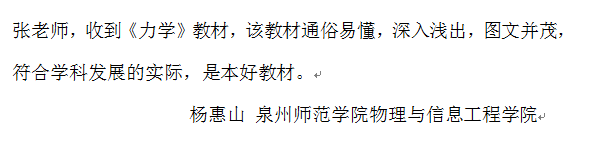 张老师，收到《力学》教材，该教材通俗易懂，深入浅出，图文并茂，
符合学科发展的实际，是本好教材。
杨惠山 泉州师范学院物理与信息工程学院